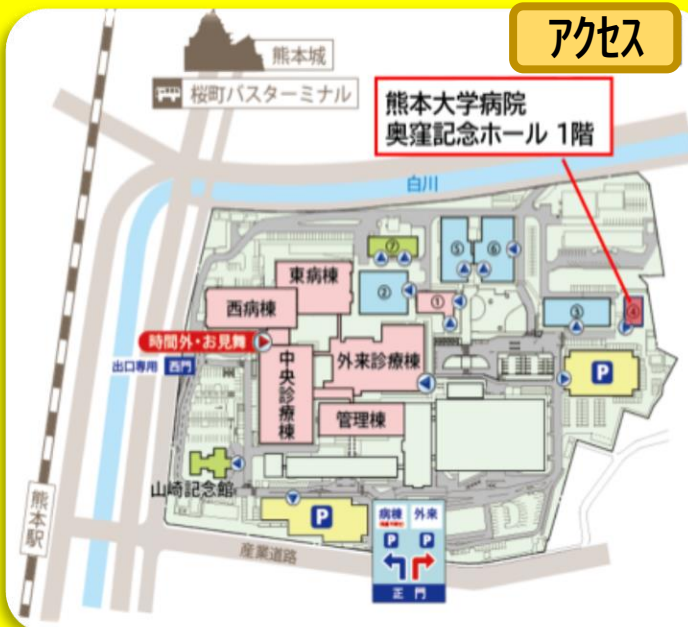 アクセス
熊本城
桜町バスターミナル
熊本大学病院
奥窪記念ホール 1階
白川
⑦
⑤
⑥
東病棟
②
①
西病棟
③
④
時間外・お見舞
外来診療棟
P
出口専用 西門
中央診療棟
管理棟
山崎記念館
熊本駅
P
病棟 外来
P P
産業道路
正門